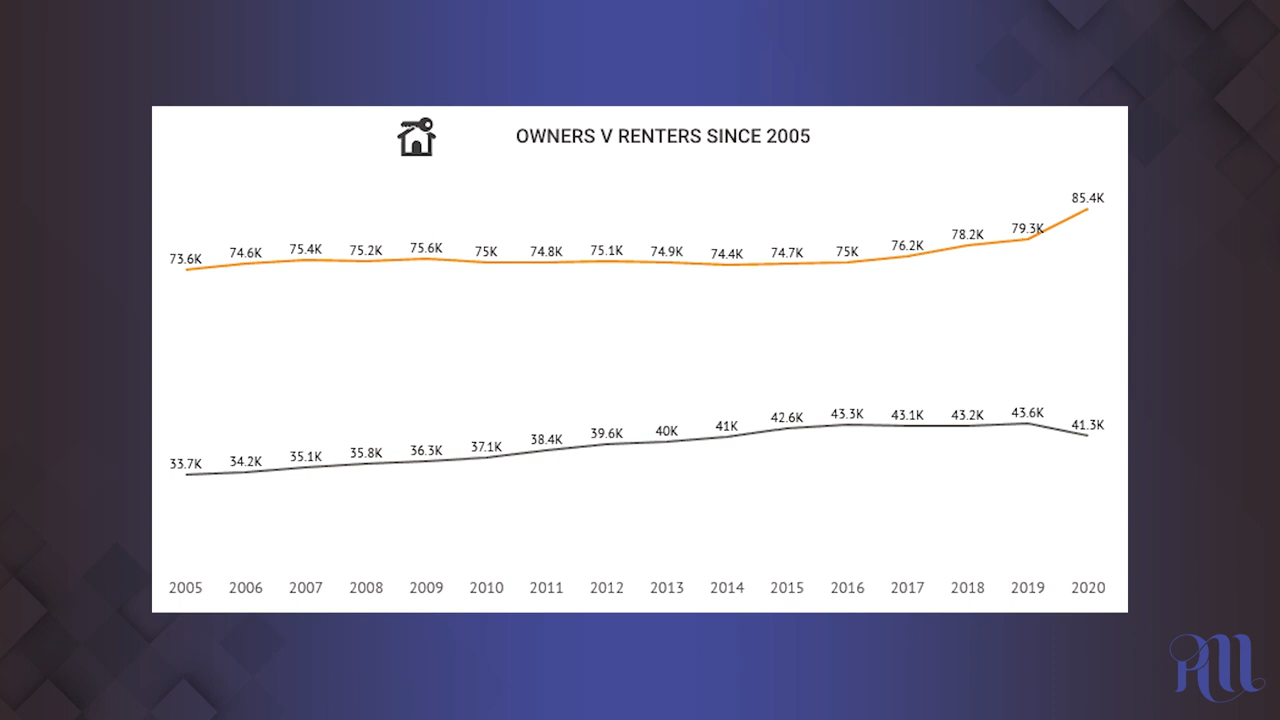 OWNERS V RENTERS SINCE 2005
73.6K 74.6K 75.4K 75.2K 75.6K 75K 74.8K 75.1K 74.9K 74.4K 74.7K 75K 76.2K 78.2K 79.3K 85.4K
33.7K 34.2K 35.1K 35.8K 36.3K 37.1K 38.4K 39.6K 40K 41K 42.6K 43.3K 43.1K 43.2K 43.6K 41.3K
2005 2006 2007 2008 2009 2010 2011 2012 2013 2014 2015 2016 2017 2018 2019 2020